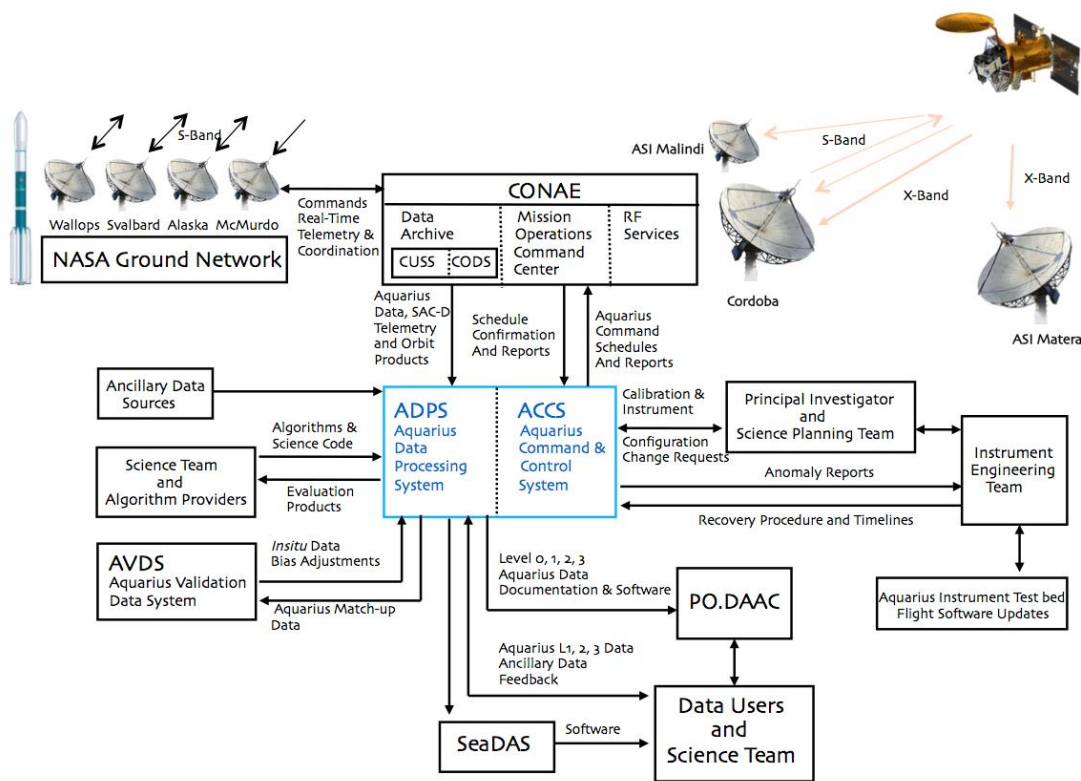 S-Band
Wallops
Svalbard
Alaska
McMurdo
NASA Ground Network
Commands
Real-Time
Telemetry &
Coordination
CONAE
Data
Archive
CUSS
CODS
Mission
Operations
Command
Center
RF
Services
ASI Malindi
S-Band
X-Band
X-Band
Cordoba
ASI Matera
Aquarius
Data, SAC-D
Telemetry
and Orbit
Products
Schedule
Confirmation
And Reports
Aquarius
Command
Schedules
And Reports
Ancillary Data
Sources
ADPS
Aquarius
Data
Processing
System
ACCS
Aquarius
Command &
Control
System
Calibration &
Instrument
Configuration
Change Requests
Principal Investigator
and
Science Planning Team
Instrument
Engineering
Team
Algorithms &
Science Code
Science Team
and
Algorithm Providers
Evaluation
Products
Anomaly Reports
Recovery Procedure and Timelines
AVDS
Aquarius Validation
Data System
Insitu Data
Bias Adjustments
Aquarius Match-up
Data
Level 0, 1, 2, 3
Aquarius Data
Documentation & Software
PO.DAAC
Aquarius Instrument Test bed
Flight Software Updates
Aquarius L1, 2, 3 Data
Ancillary Data
Feedback
SeaDAS
Software
Data Users
and
Science Team